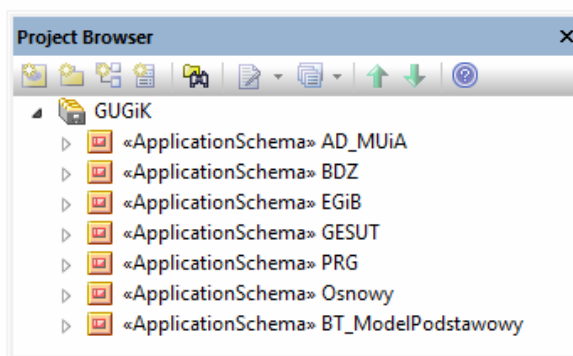 Project Browser
GUGiK
«ApplicationSchema» AD_MUiA
«ApplicationSchema» BDZ
«ApplicationSchema» EGiB
«ApplicationSchema» GESUT
«ApplicationSchema» PRG
«ApplicationSchema» Osnowy
«ApplicationSchema» BT_ModelPodstawowy